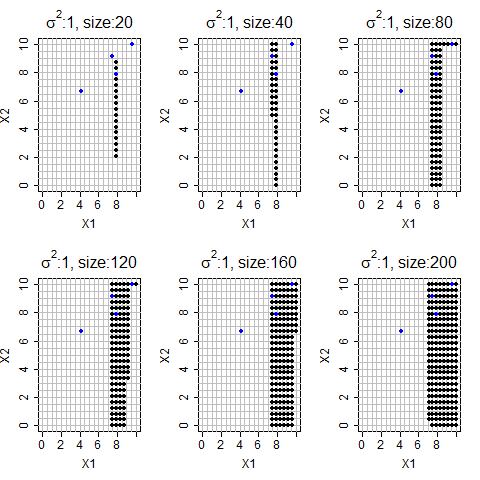 σ²:1, size:20
σ²:1, size:40
σ²:1, size:80
X2
0 2 4 6 8 10
0 2 4 6 8
X1
X2
0 2 4 6 8 10
0 2 4 6 8
X1
X2
0 2 4 6 8 10
0 2 4 6 8
X1
σ²:1, size:120
σ²:1, size:160
σ²:1, size:200
X2
0 2 4 6 8 10
0 2 4 6 8
X1
X2
0 2 4 6 8 10
0 2 4 6 8
X1
X2
0 2 4 6 8 10
0 2 4 6 8
X1